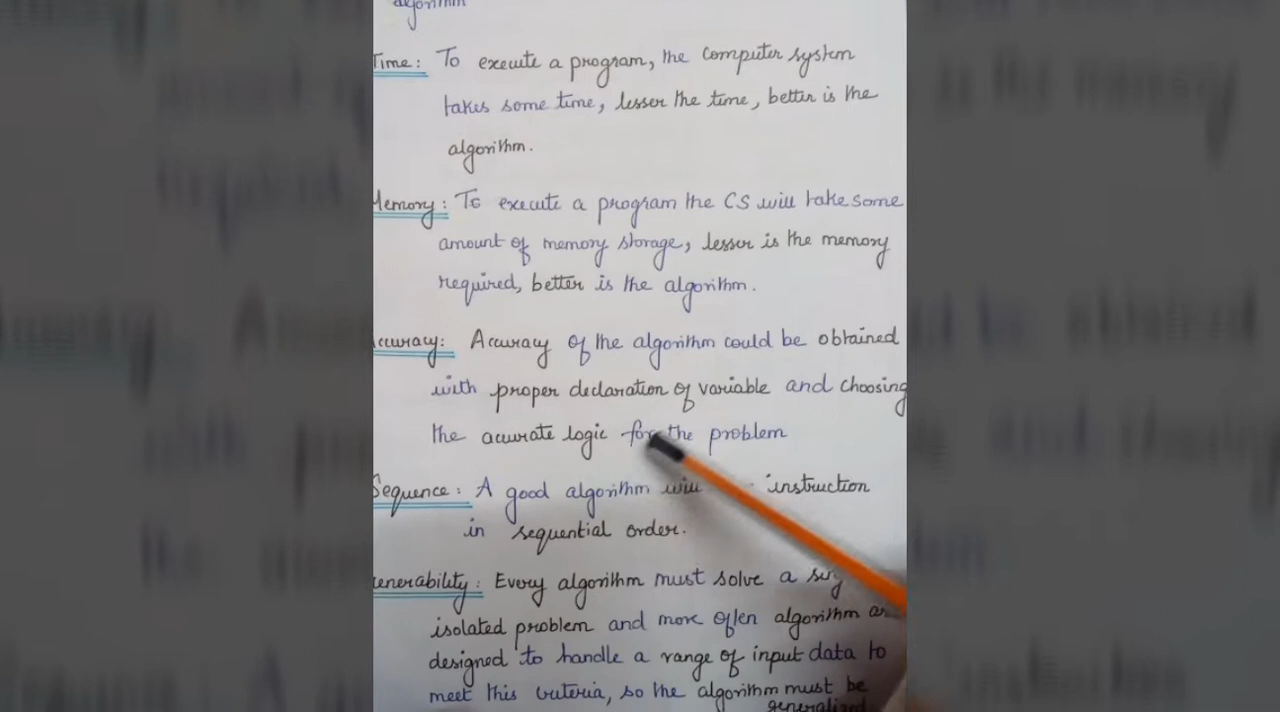 algorithm
Time: To execute a program, the computer system
takes some time, lesser the time, better is the
algorithm.
Memory: To execute a program the CS will take some
amount of memory storage, lesser is the memory
required, better is the algorithm.
Accuracy: Accuracy of the algorithm could be obtained
with proper declaration of variable and choosing
the accurate logic for the problem
Sequence: A good algorithm will instruction
in sequential order.
Generability: Every algorithm must solve a
isolated problem and more often algorithm
designed to handle a range of input data to
meet this criteria, so the algorithm must be
generalized